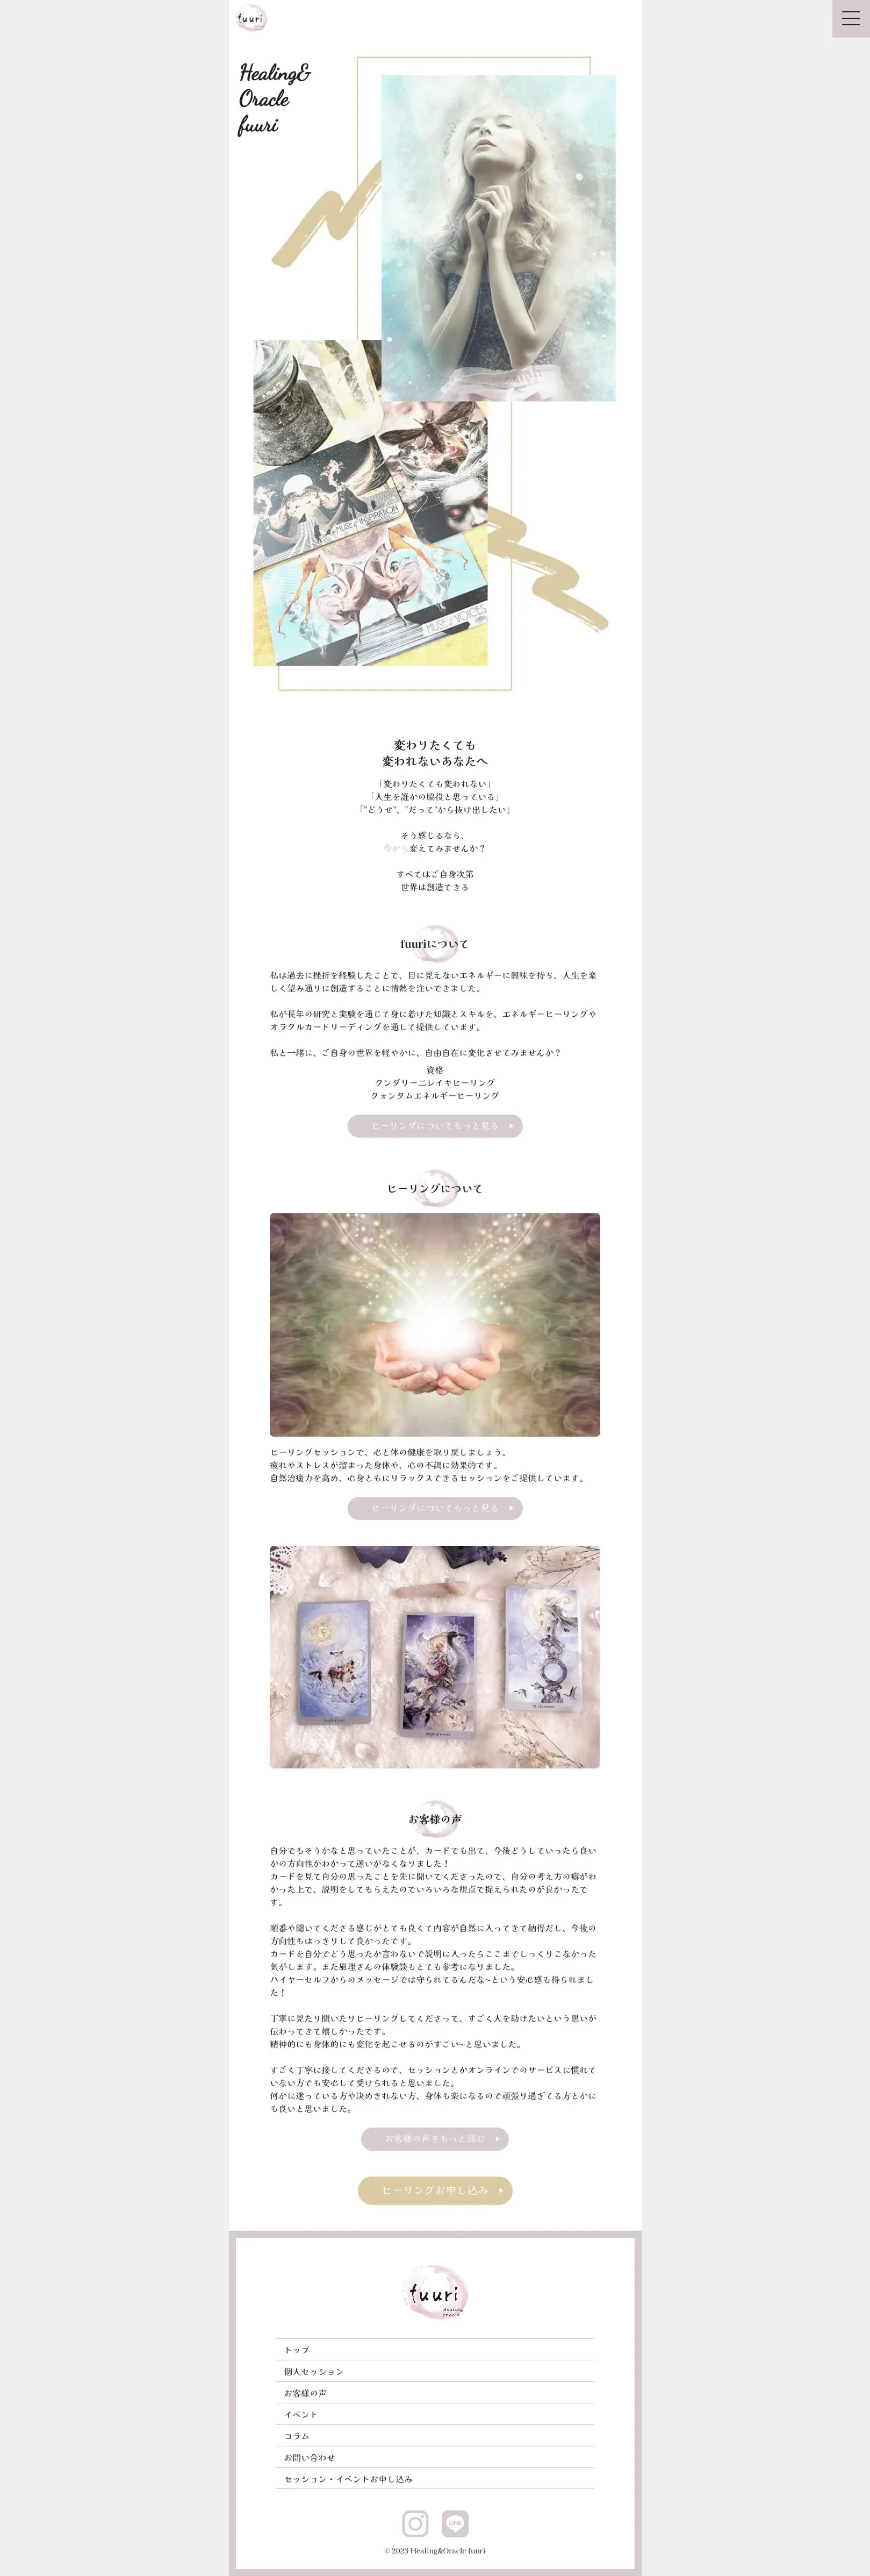 fuuri
Healing&
Oracle
fuuri
MUSE of INSPIRATION
MUSE of VOICES
変わりたくても
変われないあなたへ
「変わりたくても変われない」
「人生を誰かの脇役と思っている」
「"どうせ"、"だって"から抜け出したい」
そう感じるなら、
今から変えてみませんか？
すべてはご自身次第
世界は創造できる
fuuriについて
私は過去に挫折を経験したことで、目に見えないエネルギーに興味を持ち、人生を楽
しく望み通りに創造することに情熱を注いできました。
私が長年の研究と実験を通じて身に着けた知識とスキルを、エネルギーヒーリングや
オラクルカードリーディングを通して提供しています。
私と一緒に、ご自身の世界を軽やかに、自由自在に変化させてみませんか？
資格
クンダリーニレイキヒーリング
クォンタムエネルギーヒーリング
ヒーリングについてもっと見る
ヒーリングについて
ヒーリングセッションで、心と体の健康を取り戻しましょう。
疲れやストレスが溜まった身体や、心の不調に効果的です。
自然治癒力を高め、心身ともにリラックスできるセッションをご提供しています。
ヒーリングについてもっと見る
お客様の声
自分でもそうかなと思っていたことが、カードでも出て、今後どうしていったら良い
かの方向性がわかって迷いがなくなりました！
カードを見て自分の思ったことを先に聞いてくださったので、自分の考え方の癖がわ
かった上で、説明をしてもらえたのでいろいろな視点で捉えられたのが良かったで
す。
順番や聞いてくださる感じがとても良くて内容が自然に入ってきて納得だし、今後の
方向性もはっきりして良かったです。
カードを自分でどう思ったか言わないで説明に入ったらここまでしっくりこなかった
気がします。また風理さんの体験談もとても参考になりました。
ハイヤーセルフからのメッセージでは守られてるんだな~という安心感も得られまし
た！
丁寧に見たり聞いたりヒーリングしてくださって、すごく人を助けたいという思いが
伝わってきて嬉しかったです。
精神的にも身体的にも変化を起こせるのがすごい~と思いました。
すごく丁寧に接してくださるので、セッションとかオンラインでのサービスに慣れて
いない方でも安心して受けられると思いました。
何かに迷っている方や決めきれない方、身体も楽になるので頑張り過ぎてる方とかに
も良いと思いました。
お客様の声をもっと読む
ヒーリングお申し込み
fuuri
Healing
Oracle
トップ
個人セッション
お客様の声
イベント
コラム
お問い合わせ
セッション・イベントお申し込み
LINE
© 2023 Healing&Oracle fuuri